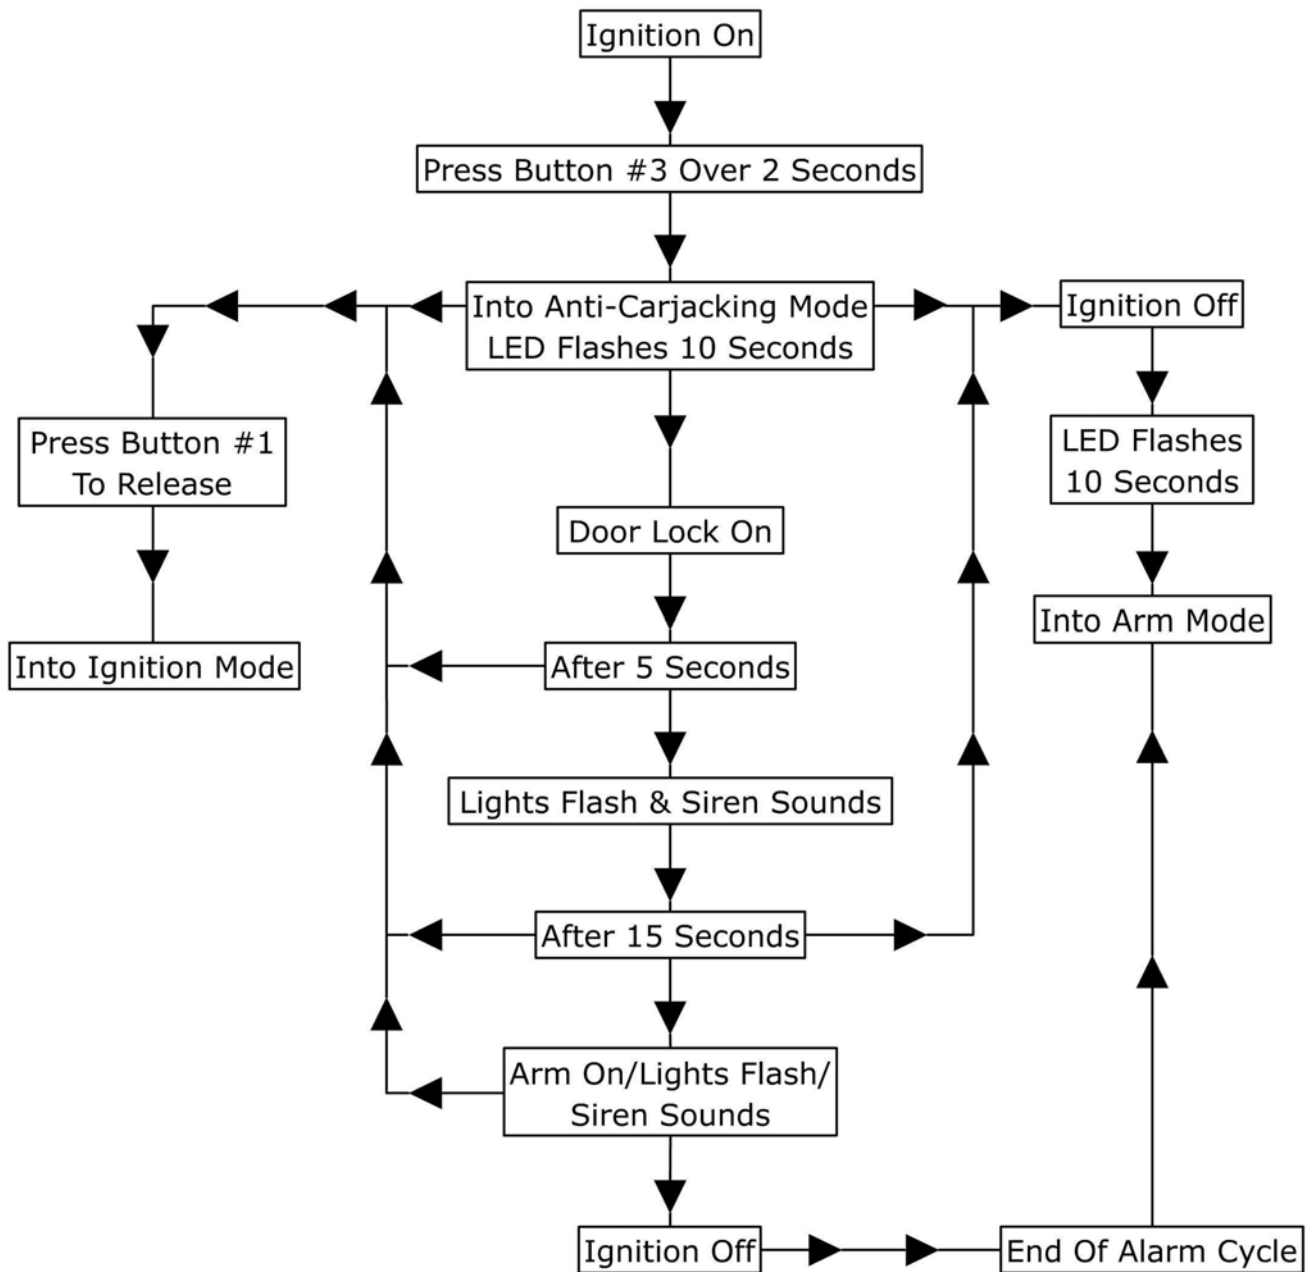 Ignition On
Press Button #3 Over 2 Seconds
Into Anti-Carjacking Mode
LED Flashes 10 Seconds
Ignition Off
Press Button #1
To Release
LED Flashes
10 Seconds
Door Lock On
Into Arm Mode
Into Ignition Mode
After 5 Seconds
Lights Flash & Siren Sounds
After 15 Seconds
Arm On/Lights Flash/
Siren Sounds
Ignition Off
End Of Alarm Cycle